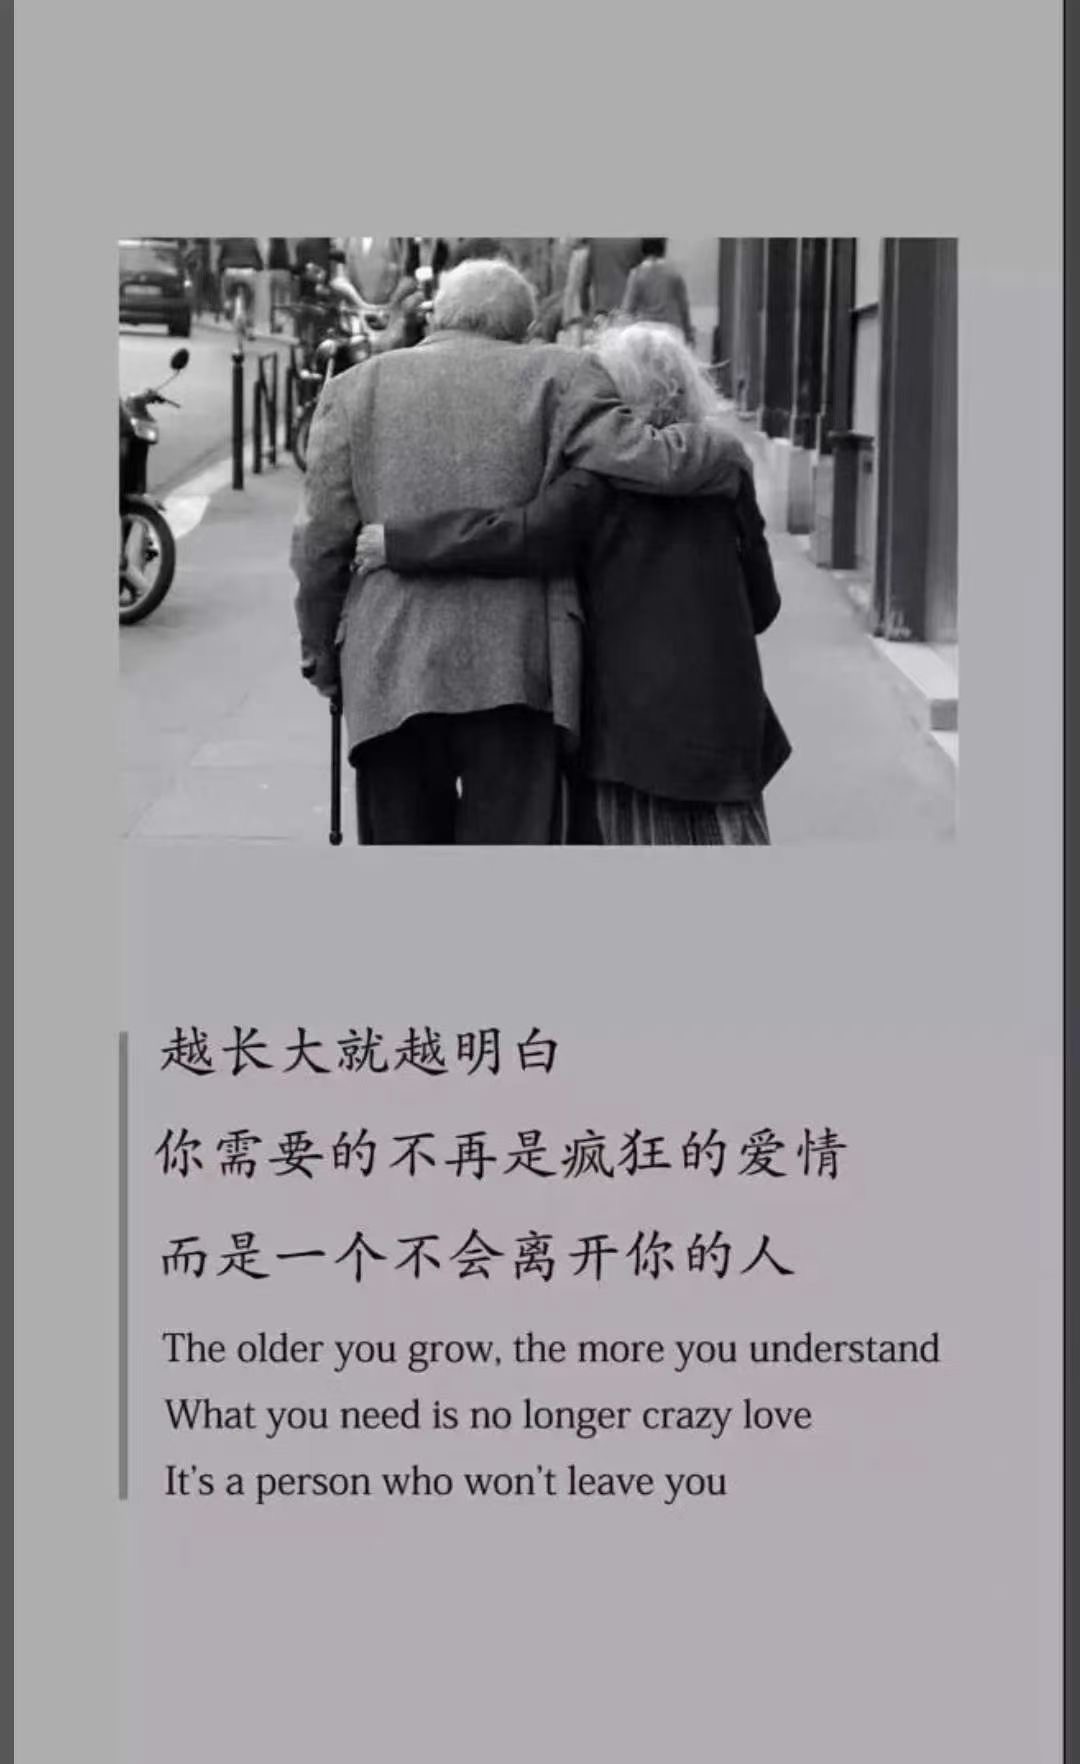 越长大就越明白
你需要的不再是疯狂的爱情
而是一个不会离开你的人
The older you grow, the more you understand
What you need is no longer crazy love
It's a person who won't leave you